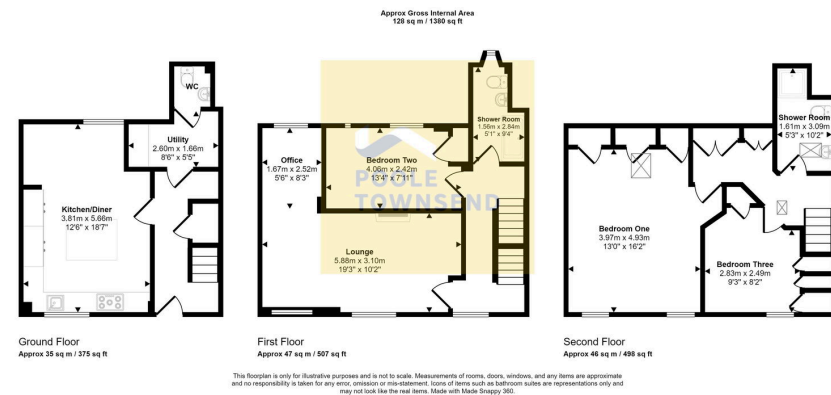 Approx Gross Internal Area
128 sq m / 1380 sq ft
WC
Utility
2.60m x 1.66m
8'6" x 5'5"
Kitchen/Diner
3.81m x 5.66m
12'6" x 18'7"
Ground Floor
Approx 35 sq m / 375 sq ft
Shower Room
1.56m x 2.84m
5'1" x 9'4"
Office
1.67m x 2.52m
5'6" x 8'3"
Bedroom Two
4.06m x 2.42m
13'4" x 7'11"
POOLE
TOWNSEND
Lounge
5.88m x 3.10m
19'3" x 10'2"
First Floor
Approx 47 sq m / 507 sq ft
Shower Room
1.61m x 3.09m
5'3" x 10'2"
Bedroom One
3.97m x 4.93m
13'0" x 16'2"
Bedroom Three
2.83m x 2.49m
9'3" x 8'2"
Second Floor
Approx 46 sq m / 498 sq ft
This floorplan is only for illustrative purposes and is not to scale. Measurements of rooms, doors, windows, and any items are approximate
and no responsibility is taken for any error, omission or mis-statement. Icons of items such as bathroom suites are representations only and
may not look like the real items. Made with Made Snappy 360.